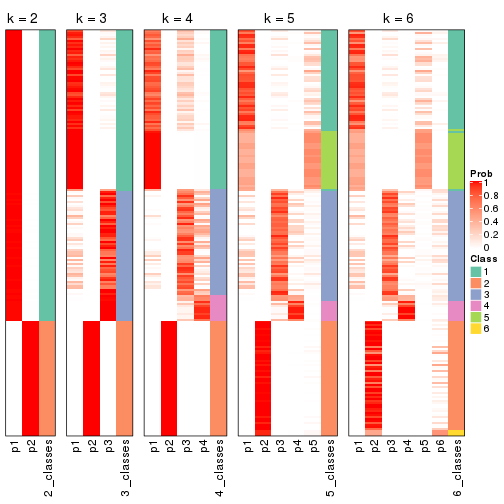 k = 2
k = 3
k = 4
k = 5
k = 6
p1
p2
2_classes
p1
p2
p3
3_classes
p1
p2
p3
p4
4_classes
p1
p2
p3
p4
p5
5_classes
p1
p2
p3
p4
p5
p6
6_classes
Prob
1
0.8
0.6
0.4
0.2
0
Class
1
2
3
4
5
6